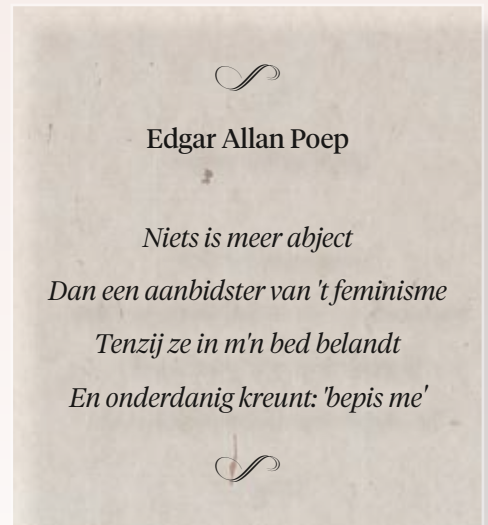 Edgar Allan Poep
Niets is meer abject
Dan een aanbidster van 't feminisme
Tenzij ze in m'n bed belandt
En onderdanig kreunt: 'bepis me'